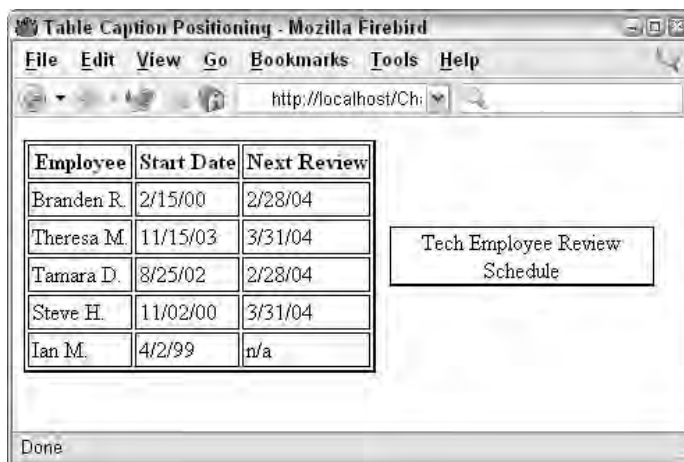 Table Caption Positioning - Mozilla Firebird
File Edit View Go Bookmarks Tools Help
http://localhost/Ch
Employee Start Date Next Review
Branden R. 2/15/00 2/28/04
Theresa M. 11/15/03 3/31/04
Tamara D. 8/25/02 2/28/04
Steve H. 11/02/00 3/31/04
Ian M. 4/2/99 n/a
Tech Employee Review
Schedule
Done